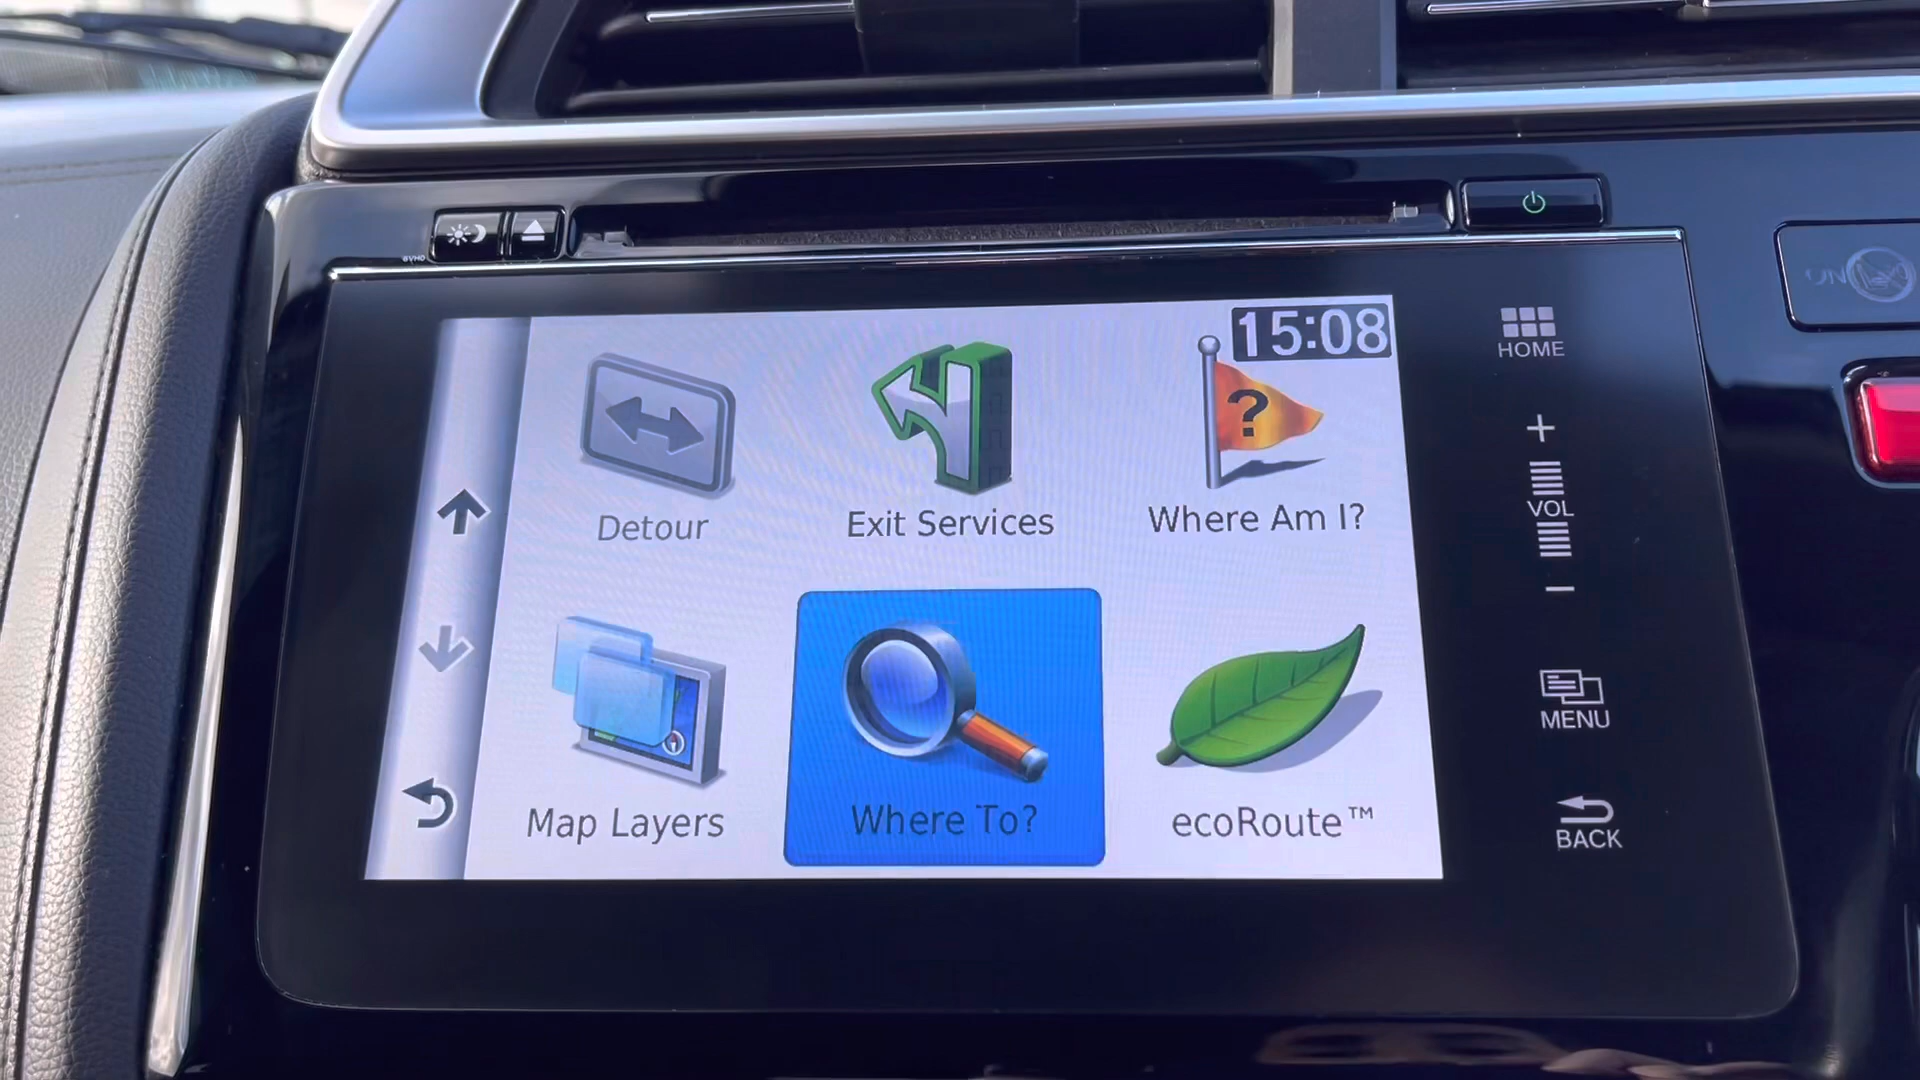 15:08
?
Detour
Exit Services
Where Am I?
Map Layers
Where To?
ecoRoute™
HOME
+
VOL
−
MENU
BACK